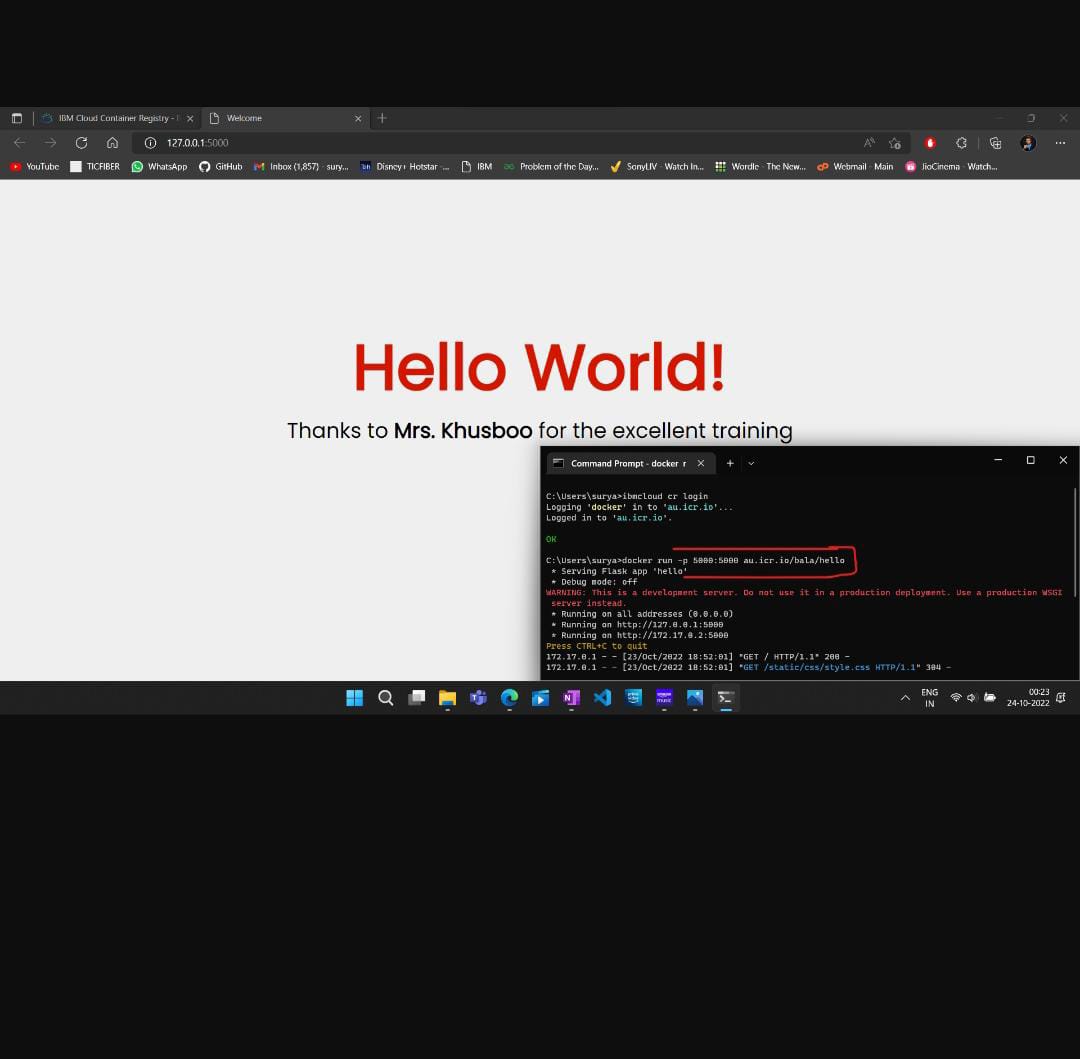 IBM Cloud Container Registry -
Welcome
127.0.0.1:5000
YouTube TICFIBER WhatsApp GitHub Inbox (1,857) - sury... Disney+ Hotstar -... IBM Problem of the Day... SonyLIV - Watch In... Wordle - The New... Webmail - Main JioCinema - Watch...
Hello World!
Thanks to Mrs. Khusboo for the excellent training
Command Prompt - docker r
C:\Users\surya>ibmcloud cr login
Logging 'docker' in to 'au.icr.io'...
Logged in to 'au.icr.io'.
OK
C:\Users\surya>docker run -p 5000:5000 au.icr.io/bala/hello
* Serving Flask app 'hello'
* Debug mode: off
WARNING: This is a development server. Do not use it in a production deployment. Use a production WSGI
server instead.
* Running on all addresses (0.0.0.0)
* Running on http://127.0.0.1:5000
* Running on http://172.17.0.2:5000
Press CTRL+C to quit
172.17.0.1 - - [23/Oct/2022 18:52:01] "GET / HTTP/1.1" 200 -
172.17.0.1 - - [23/Oct/2022 18:52:01] "GET /static/css/style.css HTTP/1.1" 304 -
ENG
IN
00:23
24-10-2022